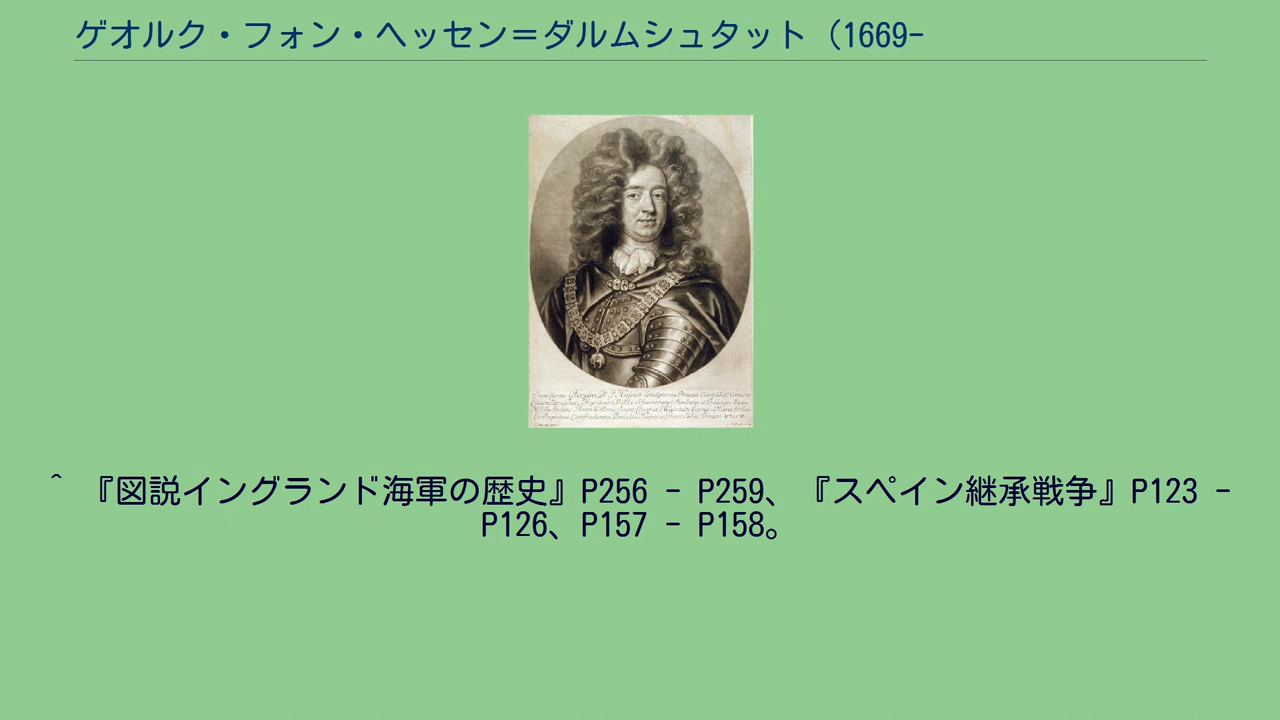 ゲオルク・フォン・ヘッセン＝ダルムシュタット（1669-
^ 『図説イングランド海軍の歴史』P256 - P259、『スペイン継承戦争』P123 -
P126、P157 - P158。